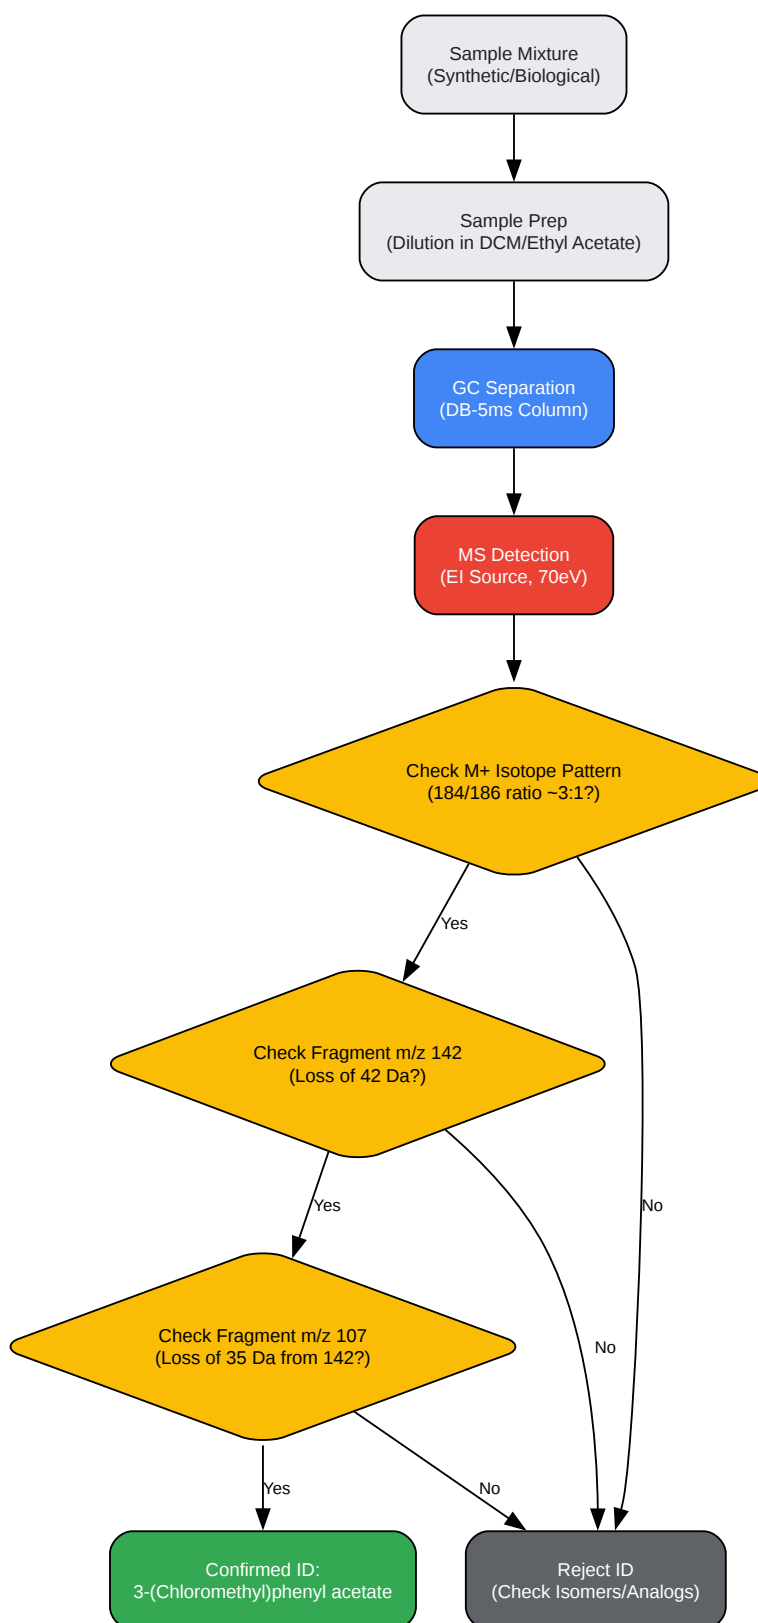 Sample Mixture
(Synthetic/Biological)
Sample Prep
(Dilution in DCM/Ethyl Acetate)
GC Separation
(DB-5ms Column)
MS Detection
(EI Source, 70eV)
Check M+ Isotope Pattern
(184/186 ratio ~3:1?)
Yes
Check Fragment m/z 142
(Loss of 42 Da?)
Yes
No
Check Fragment m/z 107
(Loss of 35 Da from 142?)
No
Yes
No
Confirmed ID:
3-(Chloromethyl)phenyl acetate
Reject ID
(Check Isomers/Analogs)